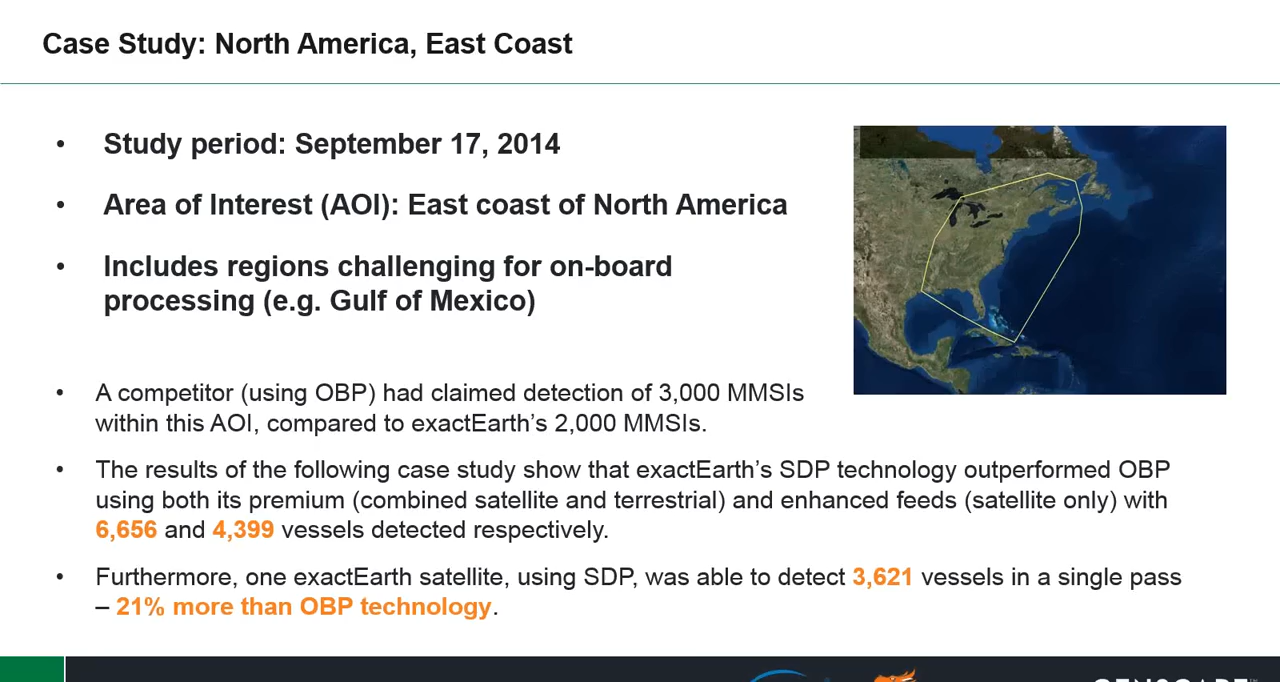 Case Study: North America, East Coast
• Study period: September 17, 2014
• Area of Interest (AOI): East coast of North America
• Includes regions challenging for on-board
processing (e.g. Gulf of Mexico)
• A competitor (using OBP) had claimed detection of 3,000 MMSIs
within this AOI, compared to exactEarth's 2,000 MMSIs.
• The results of the following case study show that exactEarth's SDP technology outperformed OBP
using both its premium (combined satellite and terrestrial) and enhanced feeds (satellite only) with
6,656 and 4,399 vessels detected respectively.
• Furthermore, one exactEarth satellite, using SDP, was able to detect 3,621 vessels in a single pass
– 21% more than OBP technology.